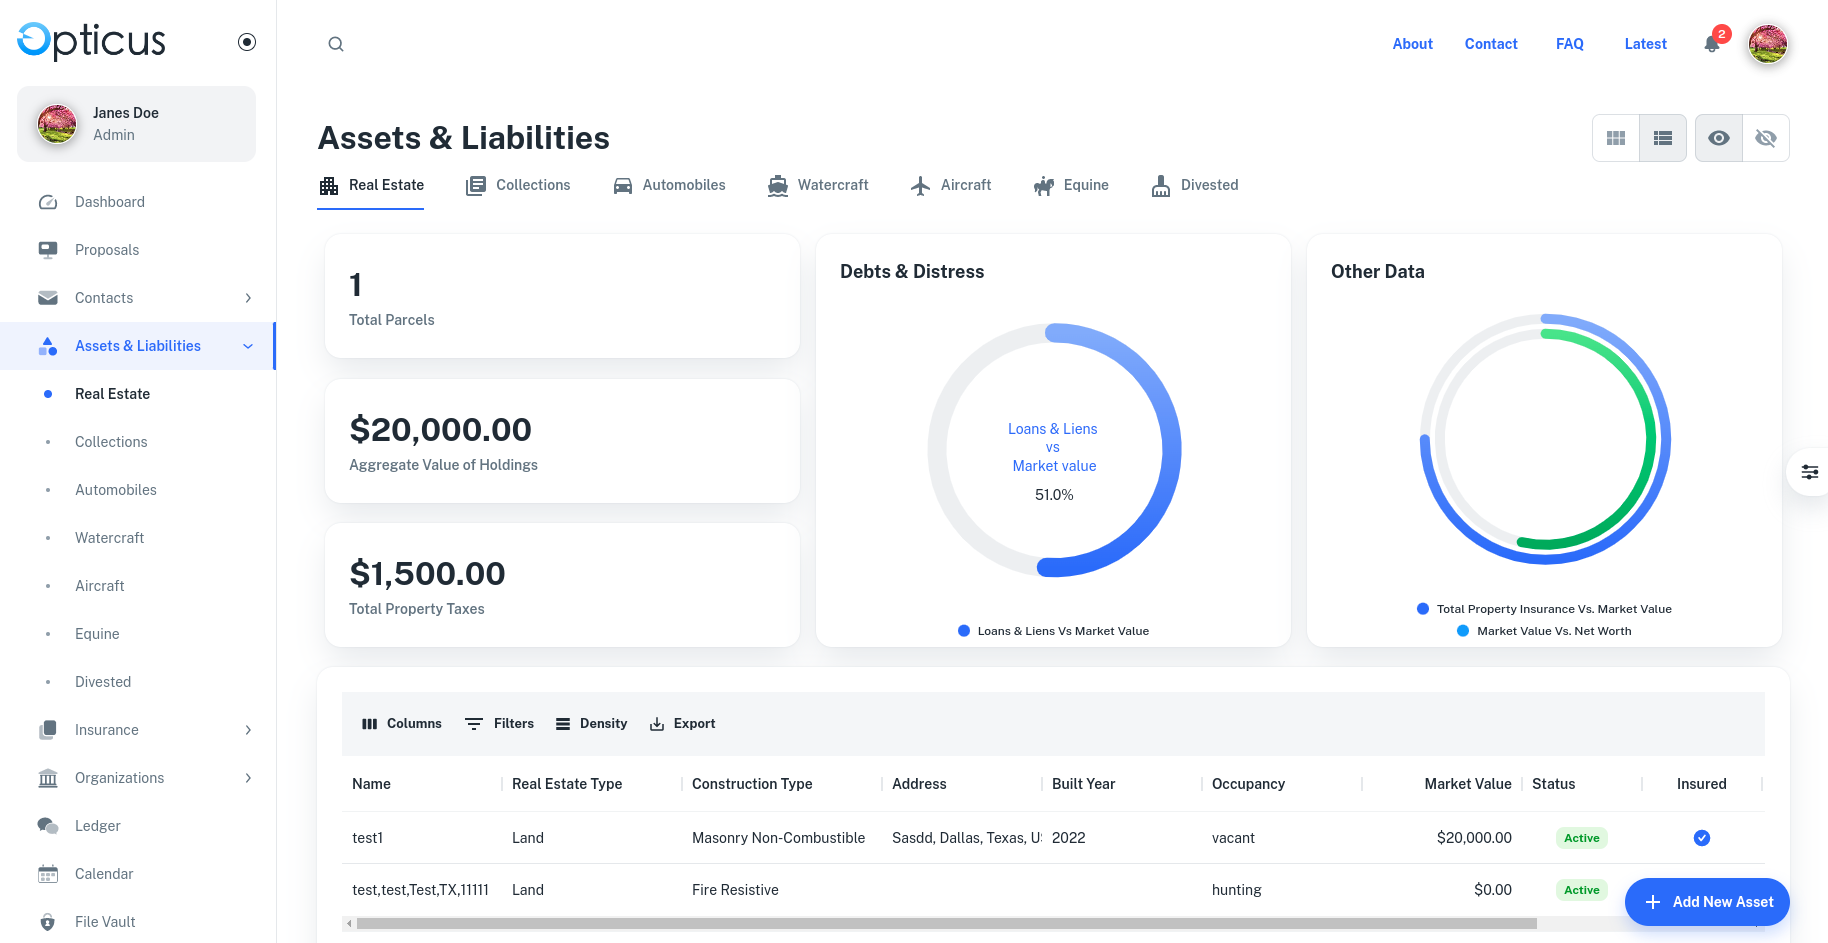 Opticus
Janes Doe
Admin
Dashboard
Proposals
Contacts
Assets & Liabilities
Real Estate
Collections
Automobiles
Watercraft
Aircraft
Equine
Divested
Insurance
Organizations
Ledger
Calendar
File Vault
About Contact FAQ Latest 2
Assets & Liabilities
Real Estate Collections Automobiles Watercraft Aircraft Equine Divested
1
Total Parcels
$20,000.00
Aggregate Value of Holdings
$1,500.00
Total Property Taxes
Debts & Distress
Loans & Liens
vs
Market value
51.0%
Loans & Liens Vs Market Value
Other Data
Total Property Insurance Vs. Market Value
Market Value Vs. Net Worth
Columns Filters Density Export
Name Real Estate Type Construction Type Address Built Year Occupancy Market Value Status Insured
test1 Land Masonry Non-Combustible Sasdd, Dallas, Texas, 2022 vacant $20,000.00 Active
test,test,Test,TX,11111 Land Fire Resistive hunting $0.00 Active
Add New Asset